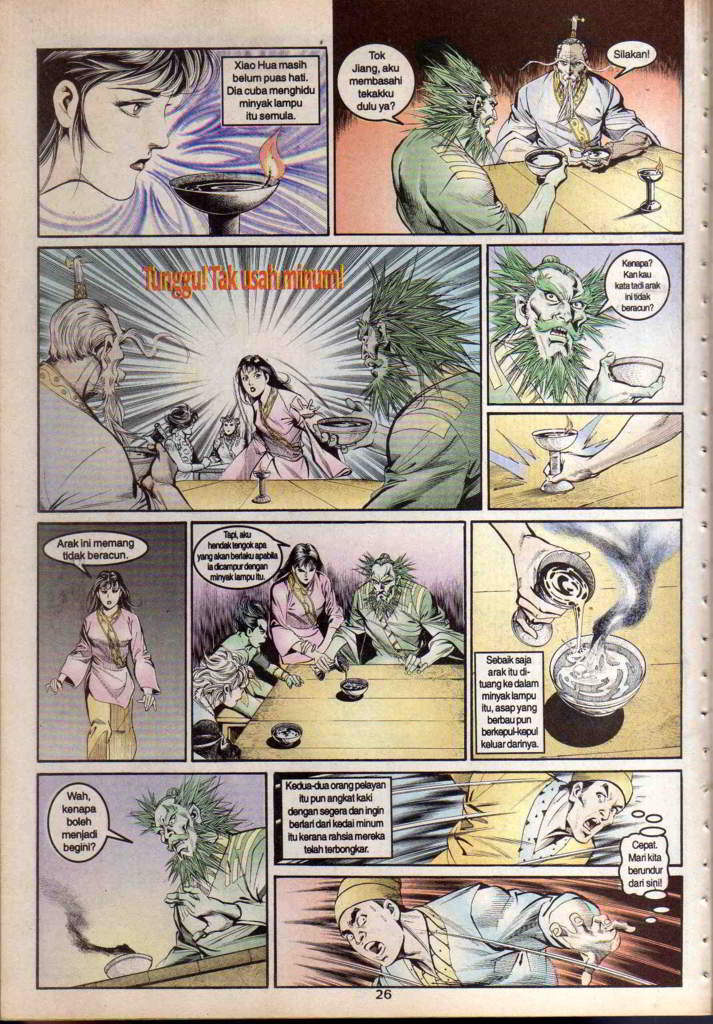 Xiao Hua masih
belum puas hati.
Dia cuba menghidu
minyak lampu
itu semula.
Tok
Jiang, aku
membasahi
tekakku
dulu ya?
Silakan!
Tunggu! Tak usah minum!
Kenapa?
Kan kau
kata tadi arak
ini tidak
beracun?
Arak ini memang
tidak beracun.
Tapi, aku
hendak tengok apa
yang akan berlaku apabila
ia dicampur dengan
minyak lampu itu.
Sebaik saja
arak itu di-
tuang ke dalam
minyak lampu
itu, asap yang
berbau pun
berkepul-kepul
keluar darinya.
Wah,
kenapa
boleh
menjadi
begini?
Kedua-dua orang pelayan
itu pun angkat kaki
dengan segera dan ingin
berlari dari kedai minum
itu kerana rahsia mereka
telah terbongkar.
Cepat.
Mari kita
berundur
dari sini!
26